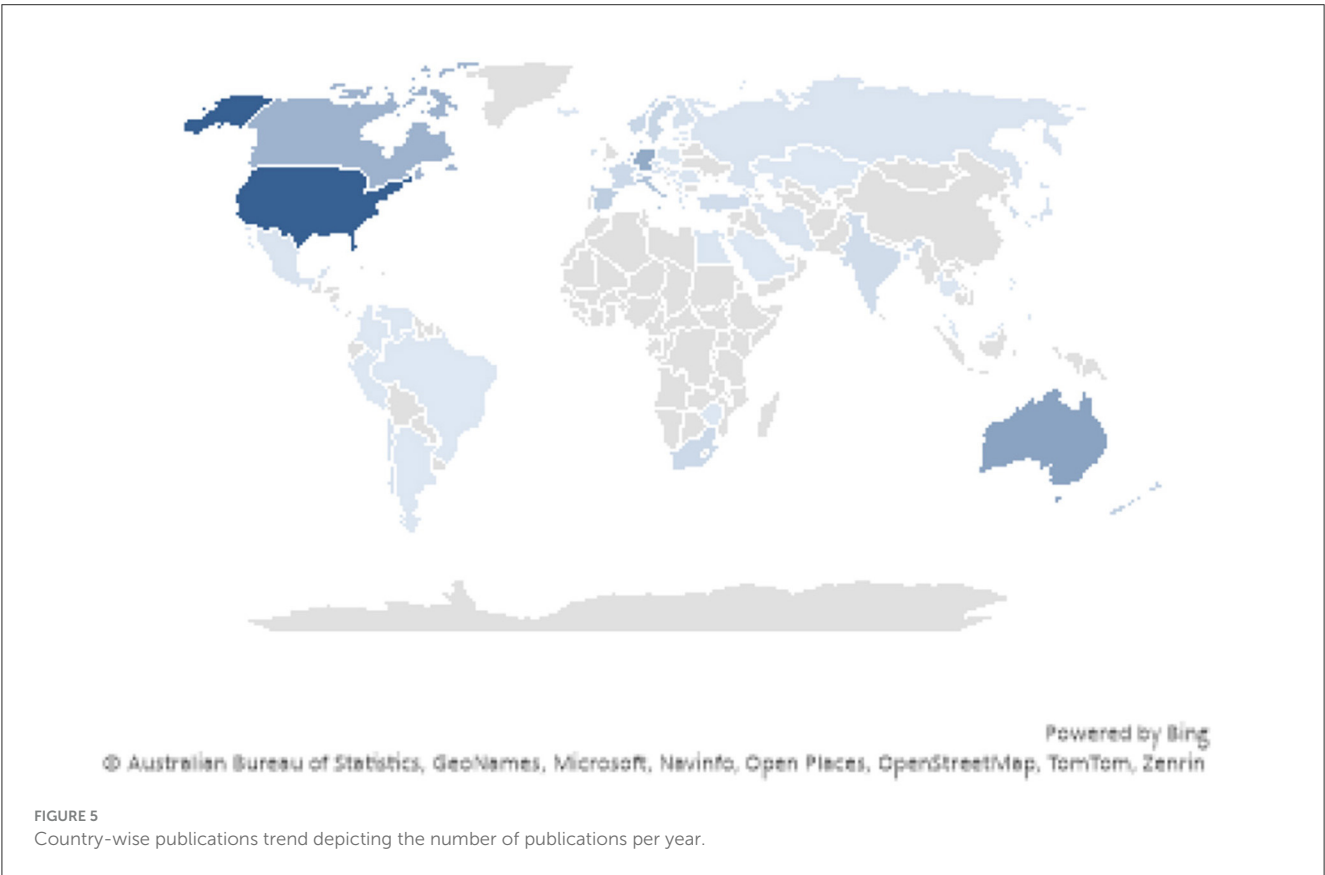 Powered by Bing
© Australian Bureau of Statistics, GeoNames, Microsoft, Navinfo, Open Places, OpenStreetMap, TomTom, Zenrin
FIGURE 5
Country-wise publications trend depicting the number of publications per year.